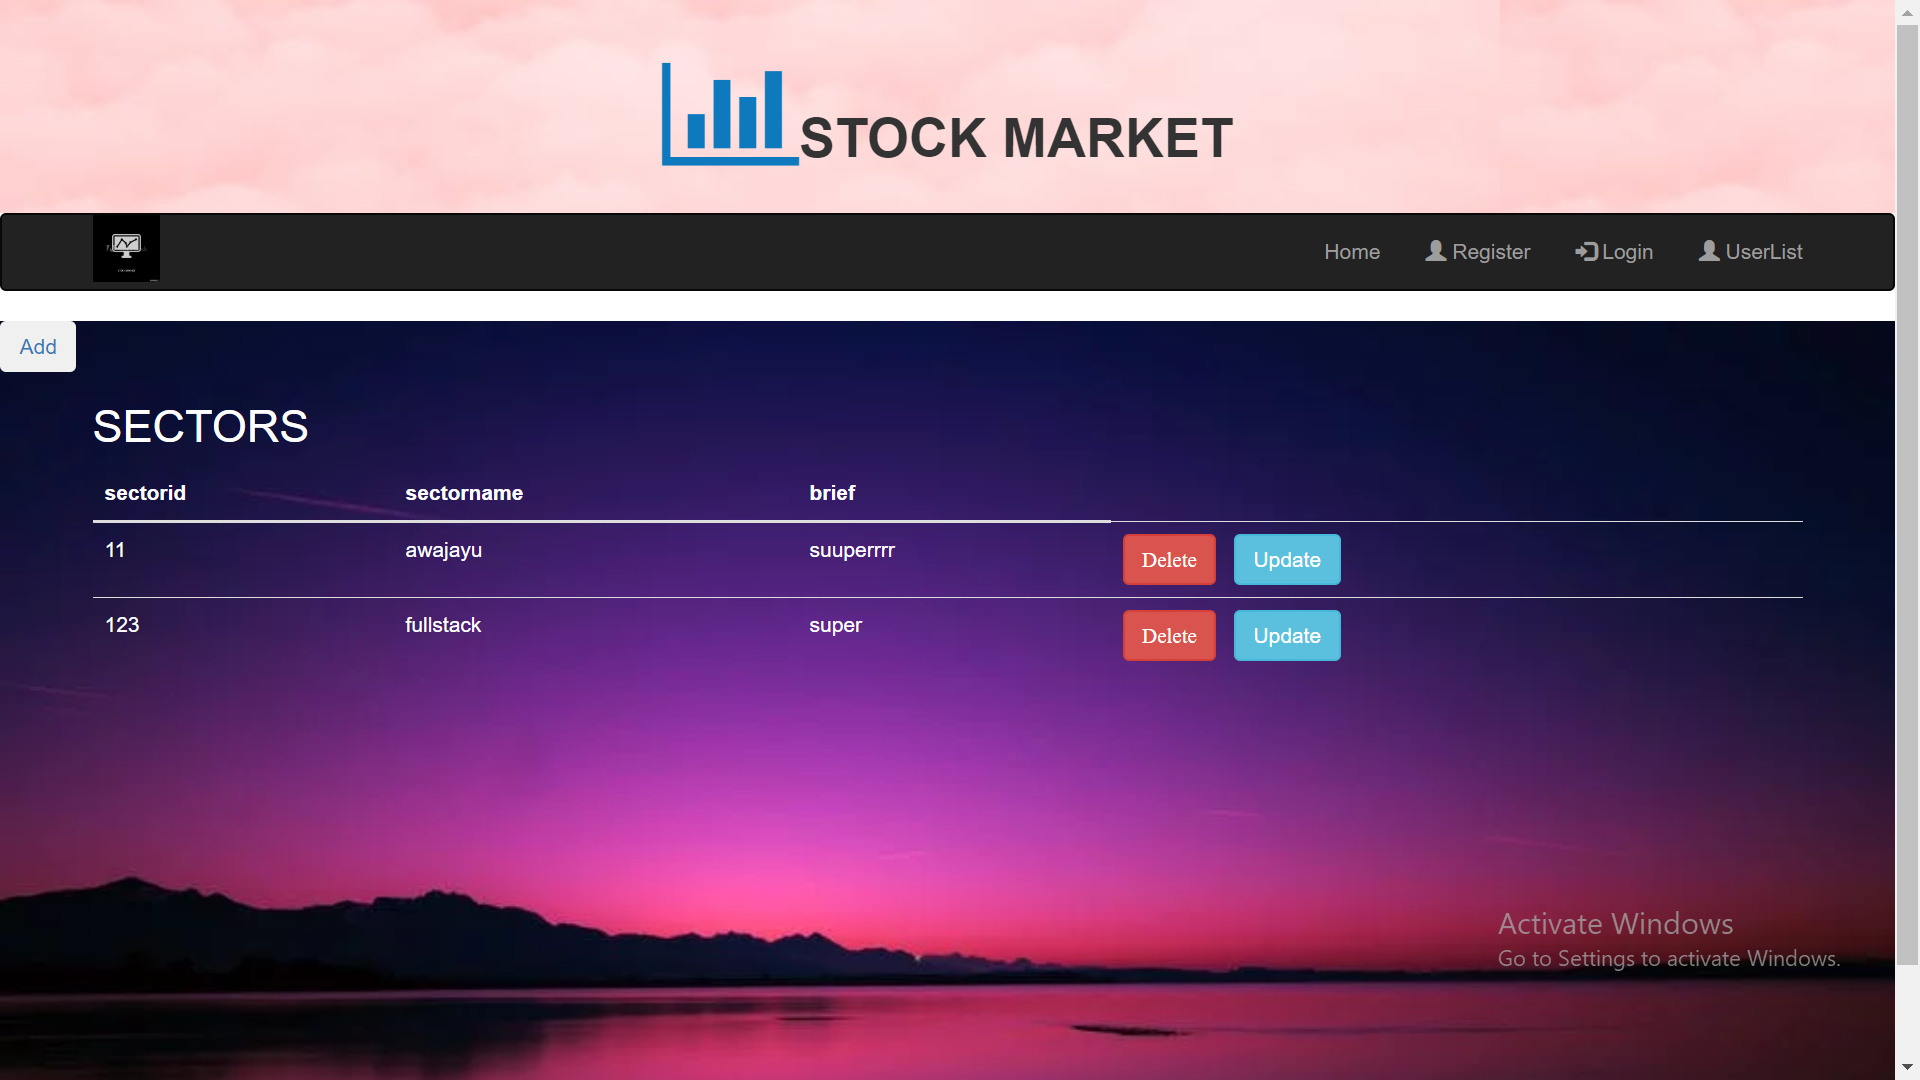 STOCK MARKET
Home Register Login UserList
Add
SECTORS
sectorid sectorname brief
11 awajayu suuperrrr Delete Update
123 fullstack super Delete Update
Activate Windows
Go to Settings to activate Windows.